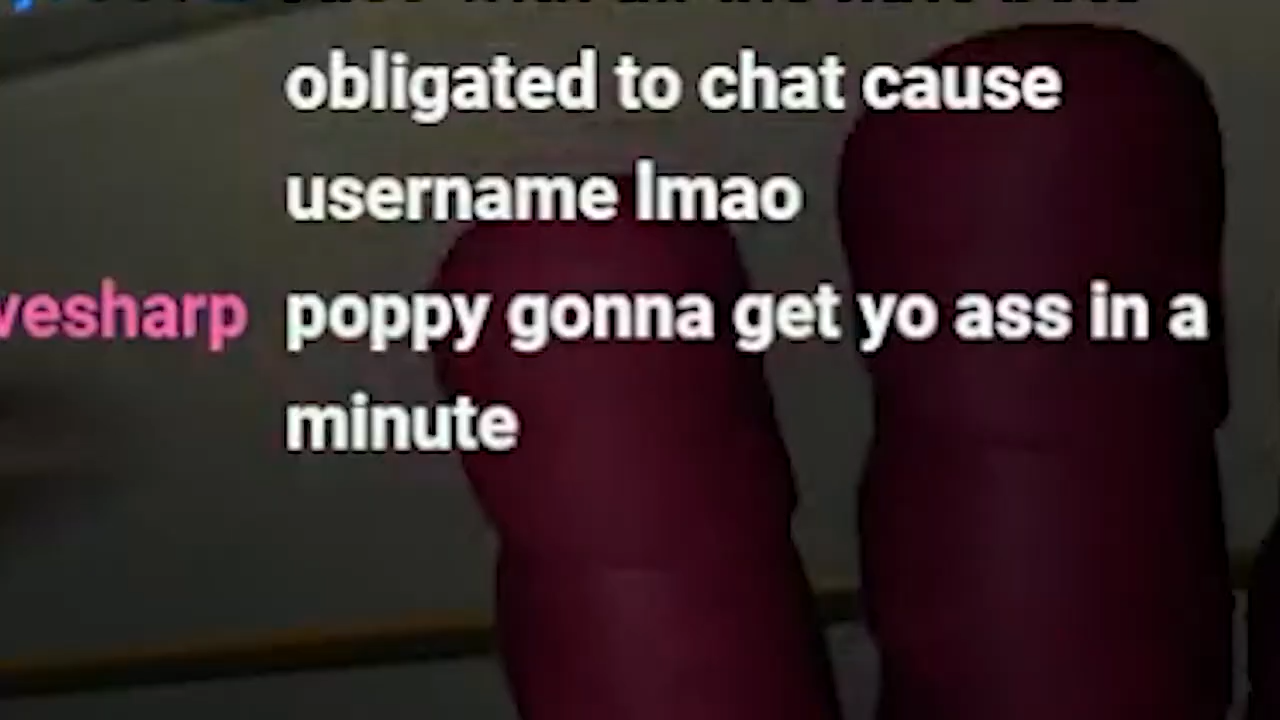 obligated to chat cause
username lmao
vesharp poppy gonna get yo ass in a
minute